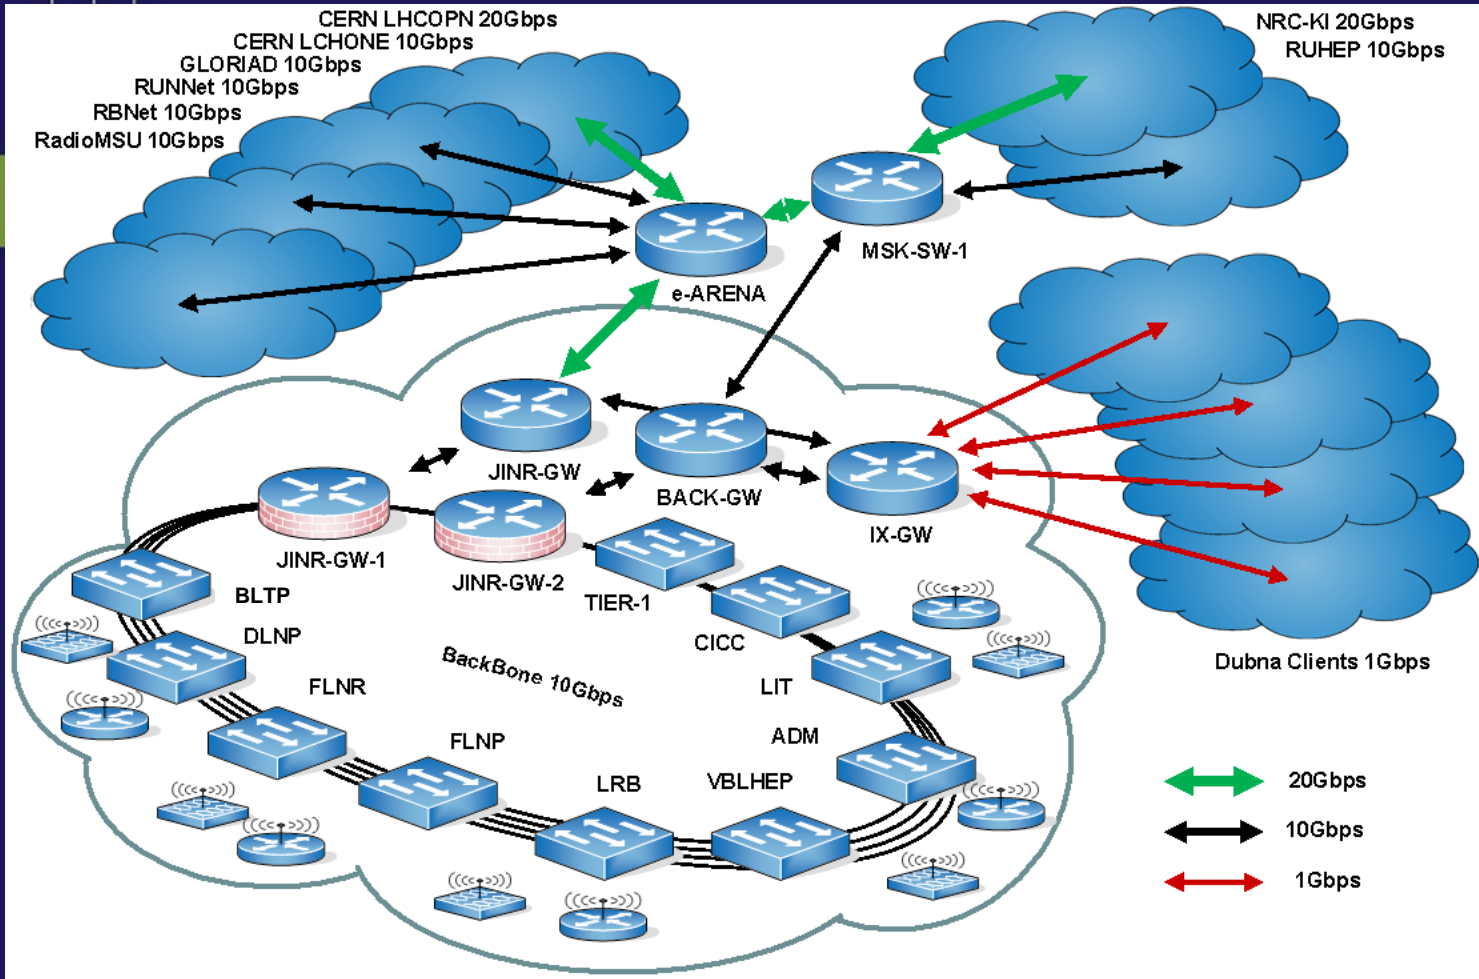 CERN LHCOPN 20Gbps
CERN LCHONE 10Gbps
GLORIAD 10Gbps
RUNNet 10Gbps
RBNet 10Gbps
RadioMSU 10Gbps
NRC-KI 20Gbps
RUHEP 10Gbps
MSK-SW-1
e-ARENA
JINR-GW
BACK-GW
IX-GW
JINR-GW-1
JINR-GW-2
TIER-1
BLTP
DLNP
CICC
FLNR
LIT
BackBone 10Gbps
FLNP
ADM
LRB
VBLHEP
Dubna Clients 1Gbps
20Gbps
10Gbps
1Gbps